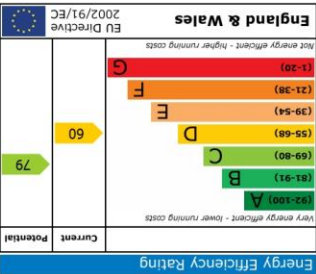 Energy Efficiency Rating
Current Potential
Very energy efficient - lower running costs
(92-100) A
(81-91) B
(69-80) C
(55-68) D
(39-54) E
(21-38) F
(1-20) G
60
79
Not energy efficient - higher running costs
England & Wales
EU Directive
2002/91/EC